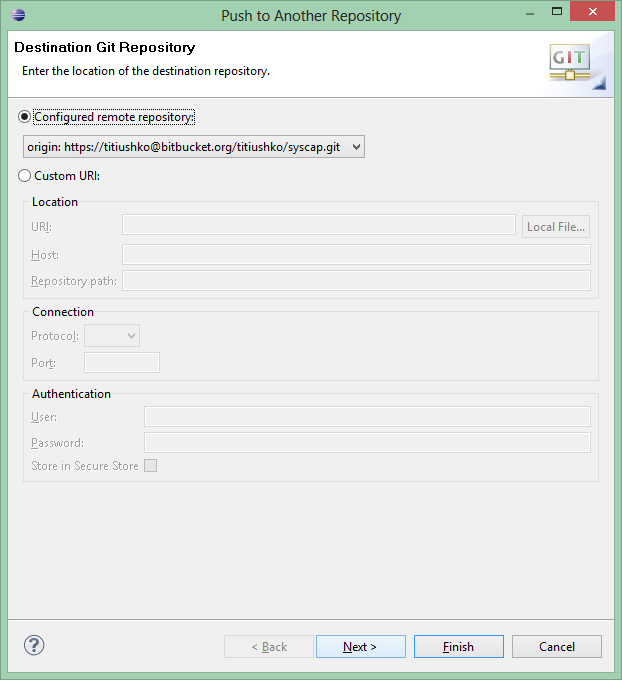 Push to Another Repository
Destination Git Repository
Enter the location of the destination repository.
GIT
Configured remote repository:
origin: https://titiushko@bitbucket.org/titiushko/syscap.git
Custom URI:
Location
URI:
Local File...
Host:
Repository path:
Connection
Protocol:
Port:
Authentication
User:
Password:
Store in Secure Store
?
< Back
Next >
Finish
Cancel